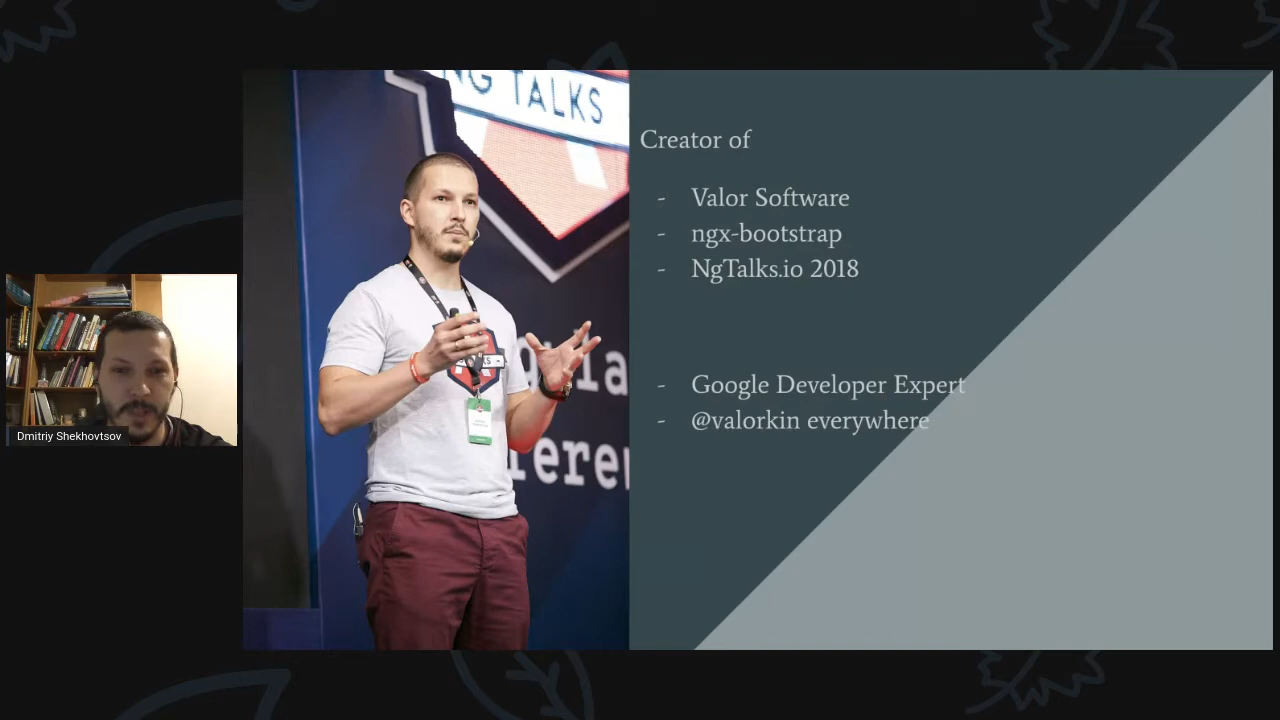 NG TALKS
Creator of
- Valor Software
- ngx-bootstrap
- NgTalks.io 2018
- Google Developer Expert
- @valorkin everywhere
Dmitriy Shekhovtsov